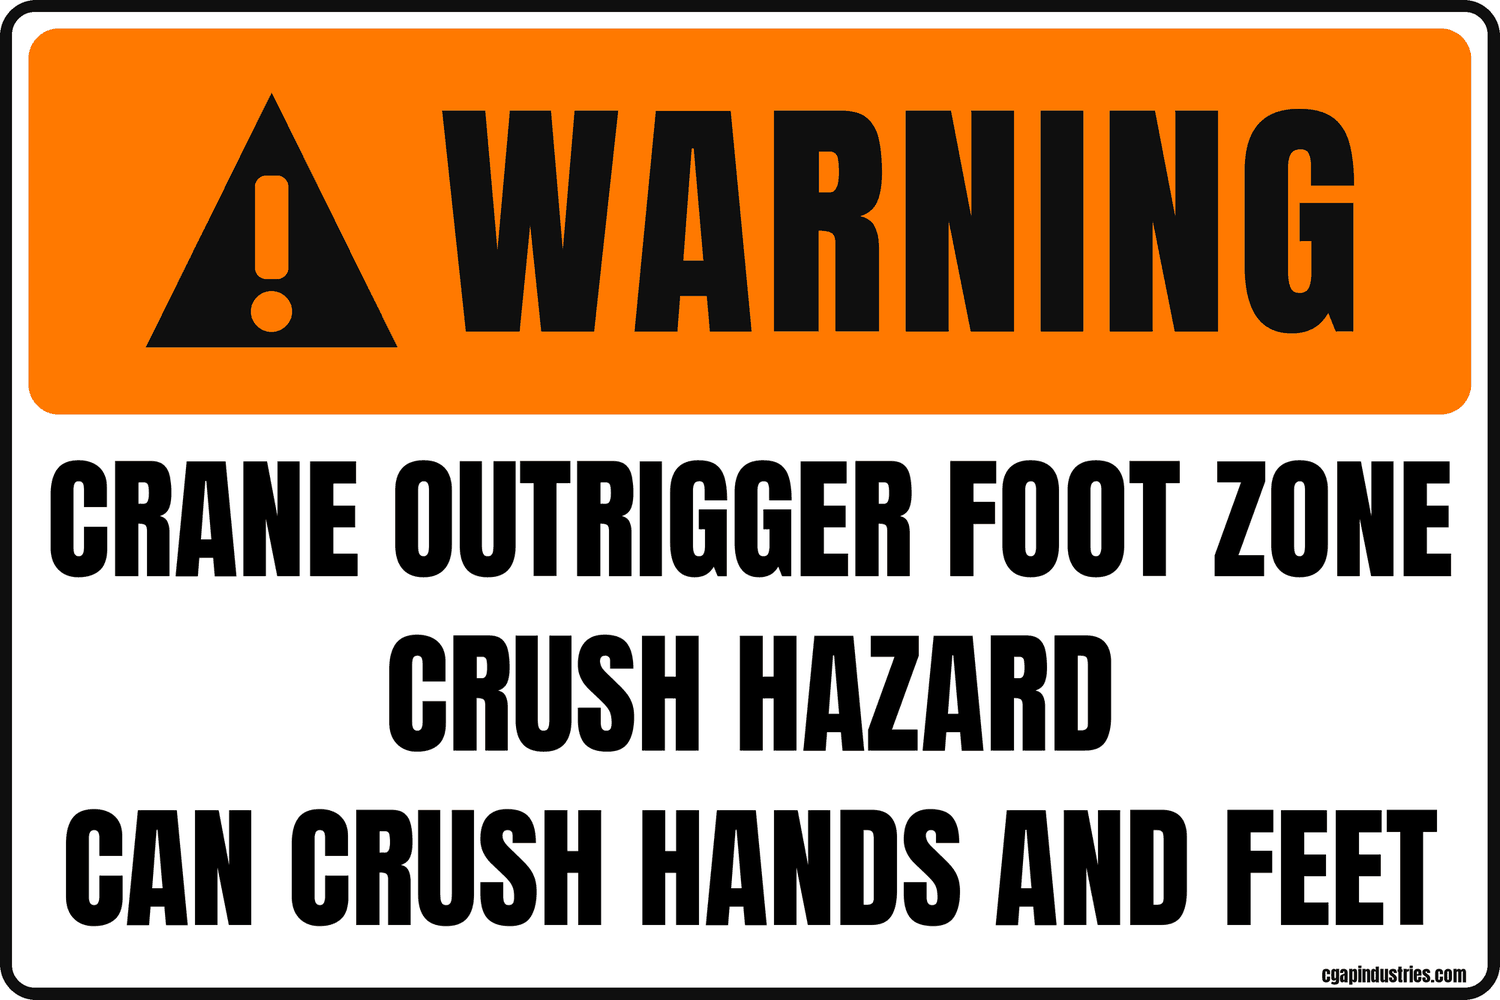 WARNING
CRANE OUTRIGGER FOOT ZONE
CRUSH HAZARD
CAN CRUSH HANDS AND FEET
cgapindustries.com